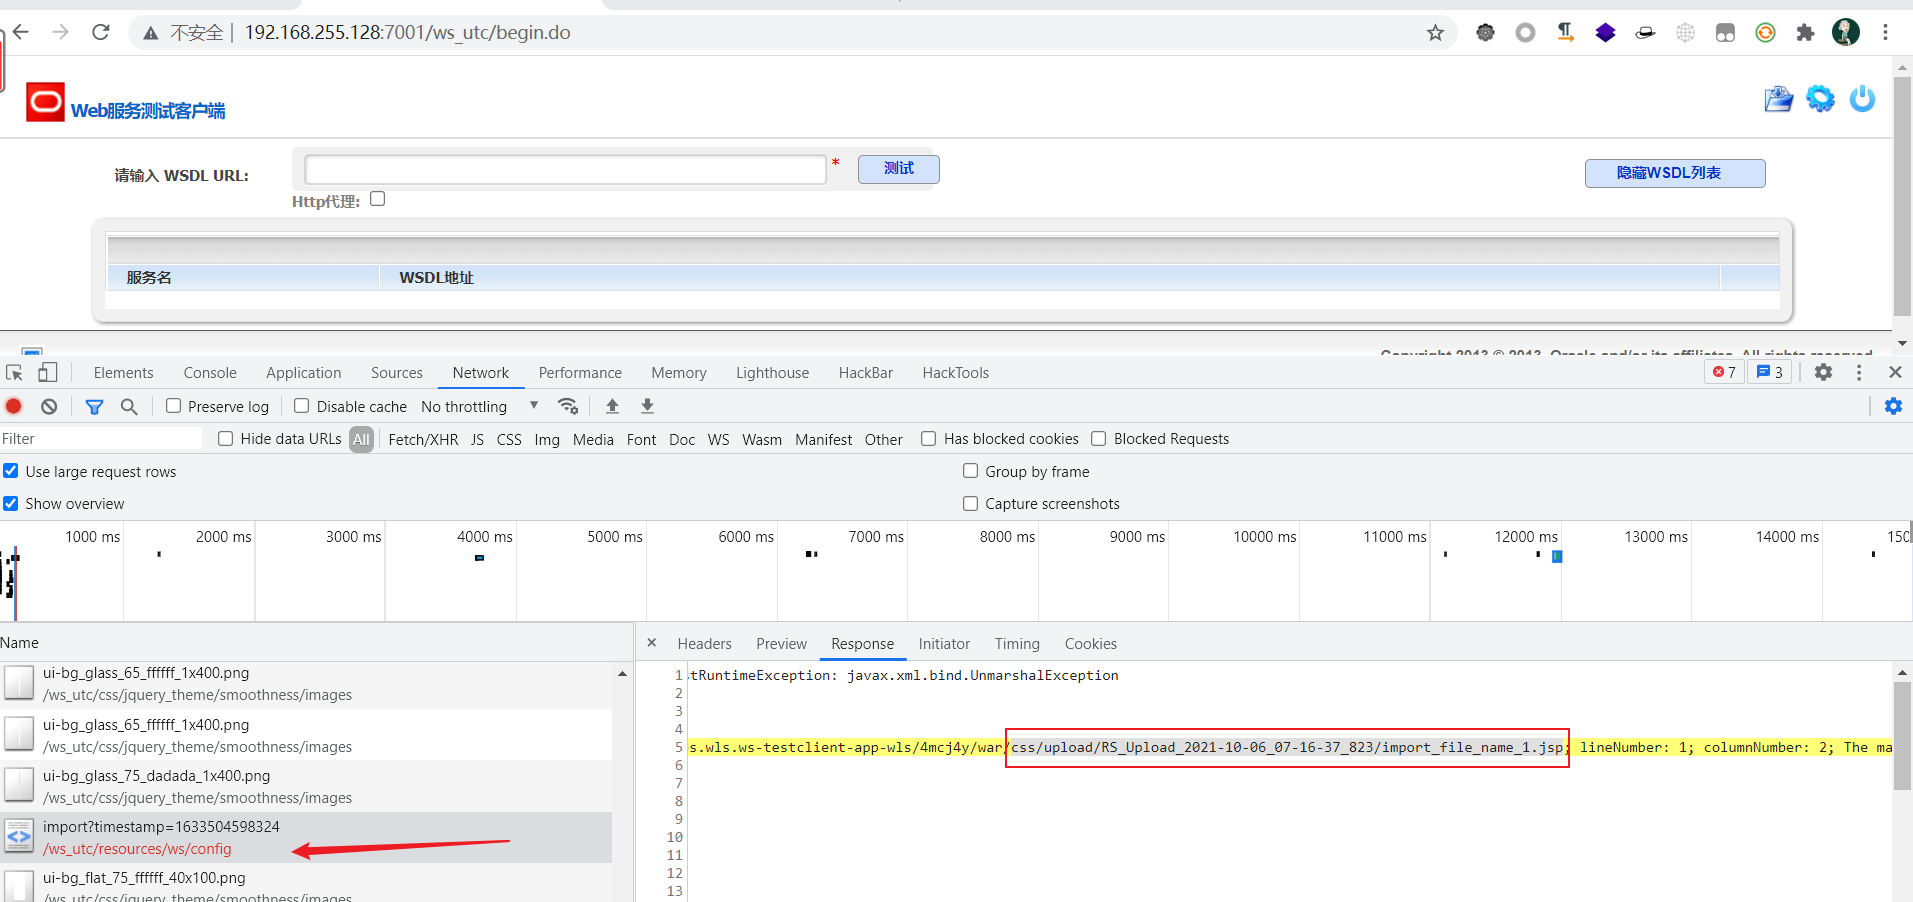 不安全 | 192.168.255.128:7001/ws_utc/begin.do
Web服务测试客户端
请输入 WSDL URL:
*
测试
隐藏WSDL列表
Http代理:
服务名 WSDL地址
Copyright 2013 © 2013, Oracle and/or its affiliates. All rights reserved.
Elements Console Application Sources Network Performance Memory Lighthouse HackBar HackTools 7 3
Preserve log Disable cache No throttling
Filter Hide data URLs All Fetch/XHR JS CSS Img Media Font Doc WS Wasm Manifest Other Has blocked cookies Blocked Requests
Use large request rows Group by frame
Show overview Capture screenshots
1000 ms 2000 ms 3000 ms 4000 ms 5000 ms 6000 ms 7000 ms 8000 ms 9000 ms 10000 ms 11000 ms 12000 ms 13000 ms 14000 ms 150
Name
ui-bg_glass_65_ffffff_1x400.png
/ws_utc/css/jquery_theme/smoothness/images
ui-bg_glass_65_ffffff_1x400.png
/ws_utc/css/jquery_theme/smoothness/images
ui-bg_glass_75_dadada_1x400.png
/ws_utc/css/jquery_theme/smoothness/images
import?timestamp=1633504598324
/ws_utc/resources/ws/config
ui-bg_flat_75_ffffff_40x100.png
/ws_utc/css/jquery_theme/smoothness/images
× Headers Preview Response Initiator Timing Cookies
1 tRuntimeException: javax.xml.bind.UnmarshalException
2
3
4
5 s.wls.ws-testclient-app-wls/4mcj4y/war/css/upload/RS_Upload_2021-10-06_07-16-37_823/import_file_name_1.jsp; lineNumber: 1; columnNumber: 2; The ma
6
7
8
9
10
11
12
13